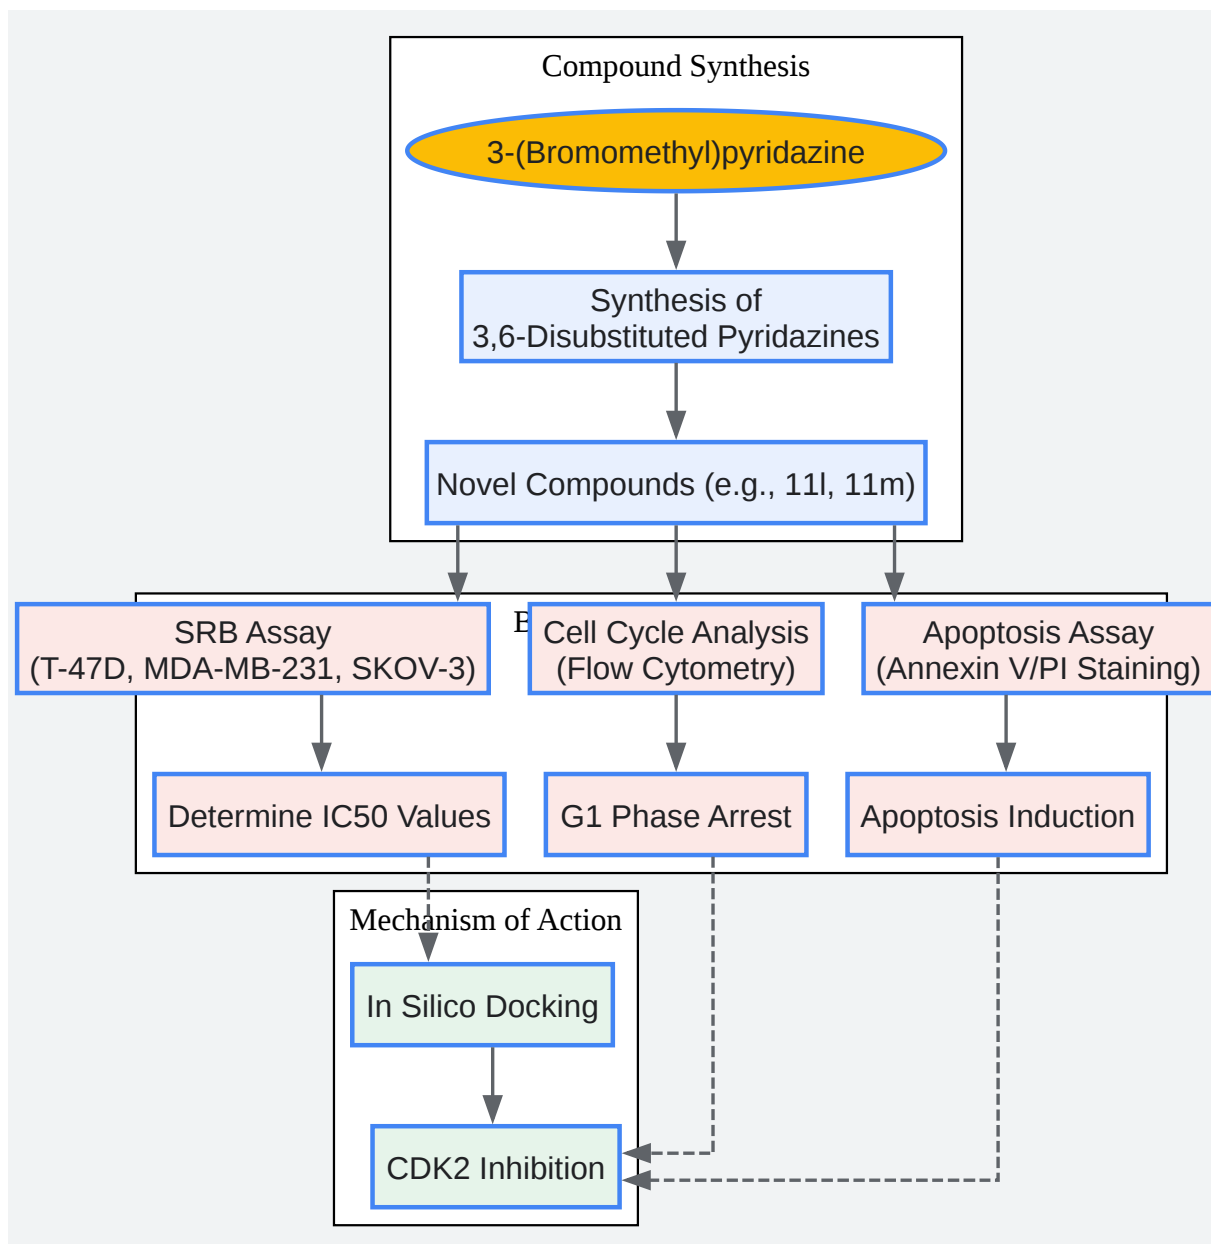 Compound Synthesis
3-(Bromomethyl)pyridazine
Synthesis of
3,6-Disubstituted Pyridazines
Novel Compounds (e.g., 11l, 11m)
SRB Assay
(T-47D, MDA-MB-231, SKOV-3)
Cell Cycle Analysis
(Flow Cytometry)
Apoptosis Assay
(Annexin V/PI Staining)
Determine IC50 Values
G1 Phase Arrest
Apoptosis Induction
Mechanism of Action
In Silico Docking
CDK2 Inhibition